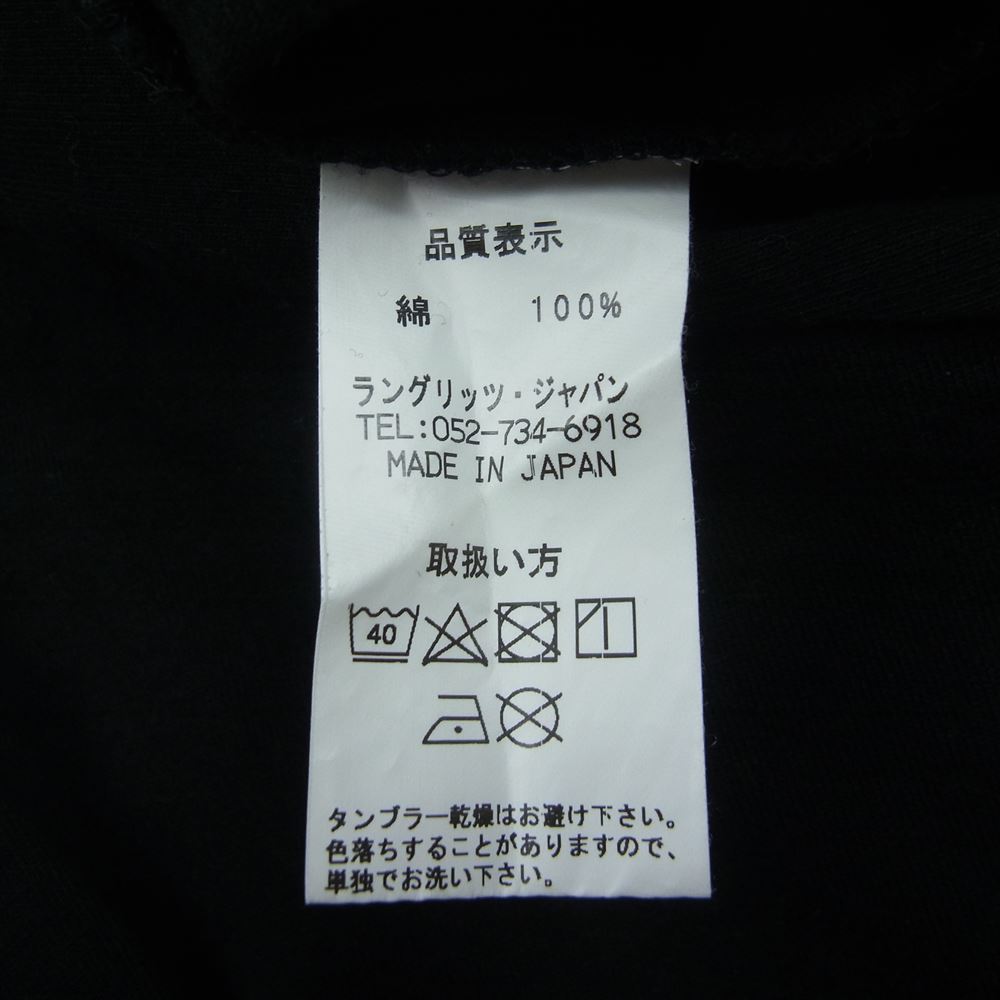 品質表示
綿 100%
ラングリッツ・ジャパン
TEL:052-734-6918
MADE IN JAPAN
取扱い方
40
タンブラー乾燥はお避け下さい。
色落ちすることがありますので、
単独でお洗い下さい。